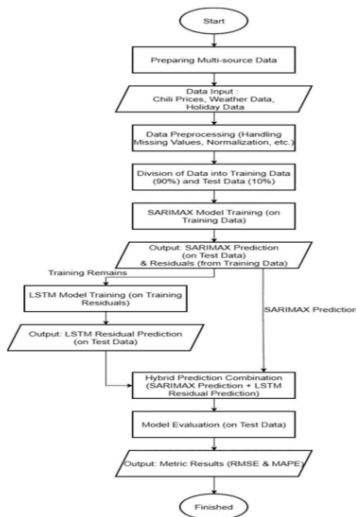 Start
Preparing Multi-source Data
Data Input :
Chili Prices, Weather Data,
Holiday Data
Data Preprocessing (Handling
Missing Values, Normalization, etc.)
Division of Data into Training Data
(90%) and Test Data (10%)
SARIMAX Model Training (on
Training Data)
Output: SARIMAX Prediction
(on Test Data)
& Residuals (from Training Data)
Training Remains
LSTM Model Training (on Training
Residuals)
SARIMAX Prediction
Output: LSTM Residual Prediction
(on Test Data)
Hybrid Prediction Combination
(SARIMAX Prediction + LSTM
Residual Prediction)
Model Evaluation (on Test Data)
Output: Metric Results (RMSE & MAPE)
Finished